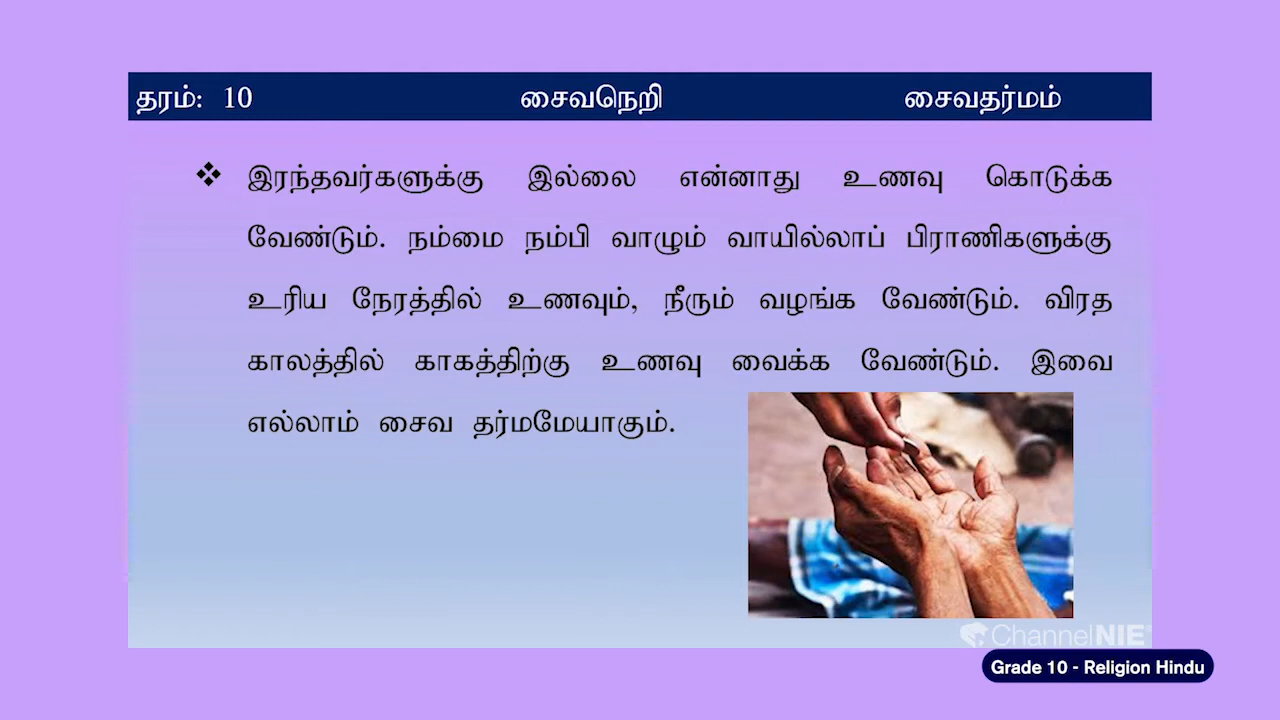 தரம்: 10 சைவநெறி சைவதர்மம்
❖ இரந்தவர்களுக்கு இல்லை என்னாது உணவு கொடுக்க
வேண்டும். நம்மை நம்பி வாழும் வாயில்லாப் பிராணிகளுக்கு
உரிய நேரத்தில் உணவும், நீரும் வழங்க வேண்டும். விரத
காலத்தில் காகத்திற்கு உணவு வைக்க வேண்டும். இவை
எல்லாம் சைவ தர்மமேயாகும்.
ChannelNIE
Grade 10 - Religion Hindu